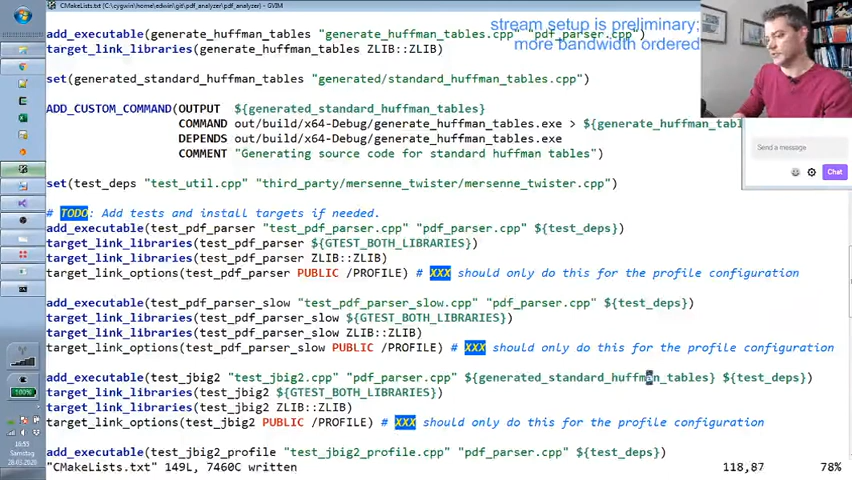 CMakeLists.txt (C:\cygwin\home\edwin\git\pdf_analyzer\pdf_analyzer) - GVIM
stream setup is preliminary;
more bandwidth ordered
add_executable(generate_huffman_tables "generate_huffman_tables.cpp" "pdf_parser.cpp")
target_link_libraries(generate_huffman_tables ZLIB::ZLIB)
set(generated_standard_huffman_tables "generated/standard_huffman_tables.cpp")
ADD_CUSTOM_COMMAND(OUTPUT ${generated_standard_huffman_tables}
COMMAND out/build/x64-Debug/generate_huffman_tables.exe > ${generate_huffman_tabl
DEPENDS out/build/x64-Debug/generate_huffman_tables.exe
COMMENT "Generating source code for standard huffman tables")
Send a message
Chat
set(test_deps "test_util.cpp" "third_party/mersenne_twister/mersenne_twister.cpp")
# TODO: Add tests and install targets if needed.
add_executable(test_pdf_parser "test_pdf_parser.cpp" "pdf_parser.cpp" ${test_deps})
target_link_libraries(test_pdf_parser ${GTEST_BOTH_LIBRARIES})
target_link_libraries(test_pdf_parser ZLIB::ZLIB)
target_link_options(test_pdf_parser PUBLIC /PROFILE) # XXX should only do this for the profile configuration
add_executable(test_pdf_parser_slow "test_pdf_parser_slow.cpp" "pdf_parser.cpp" ${test_deps})
target_link_libraries(test_pdf_parser_slow ${GTEST_BOTH_LIBRARIES})
target_link_libraries(test_pdf_parser_slow ZLIB::ZLIB)
target_link_options(test_pdf_parser_slow PUBLIC /PROFILE) # XXX should only do this for the profile configuration
add_executable(test_jbig2 "test_jbig2.cpp" "pdf_parser.cpp" ${generated_standard_huffman_tables} ${test_deps})
target_link_libraries(test_jbig2 ${GTEST_BOTH_LIBRARIES})
target_link_libraries(test_jbig2 ZLIB::ZLIB)
target_link_options(test_jbig2 PUBLIC /PROFILE) # XXX should only do this for the profile configuration
add_executable(test_jbig2_profile "test_jbig2_profile.cpp" "pdf_parser.cpp" ${test_deps})
"CMakeLists.txt" 149L, 7460C written 118,87 78%
100%
16:55
Samstag
28.03.2020